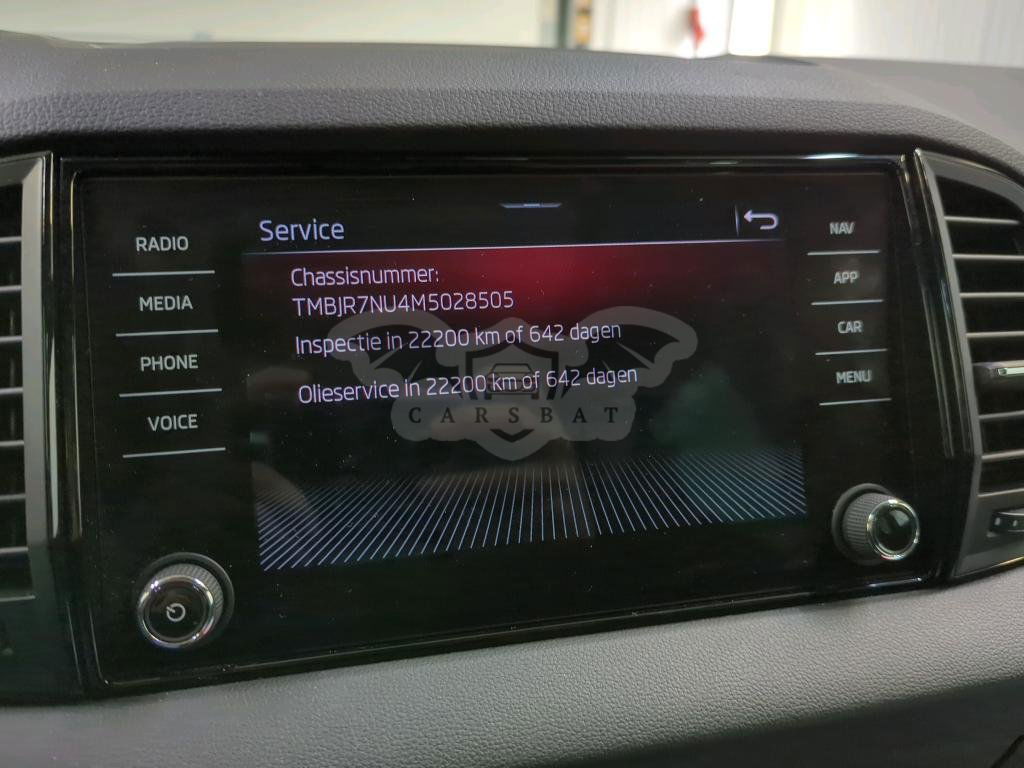 RADIO
MEDIA
PHONE
VOICE
Service
Chassisnummer:
TMBJR7NU4M5028505
Inspectie in 22200 km of 642 dagen
Olieservice in 22200 km of 642 dagen
CARSBAT
NAV
APP
CAR
MENU